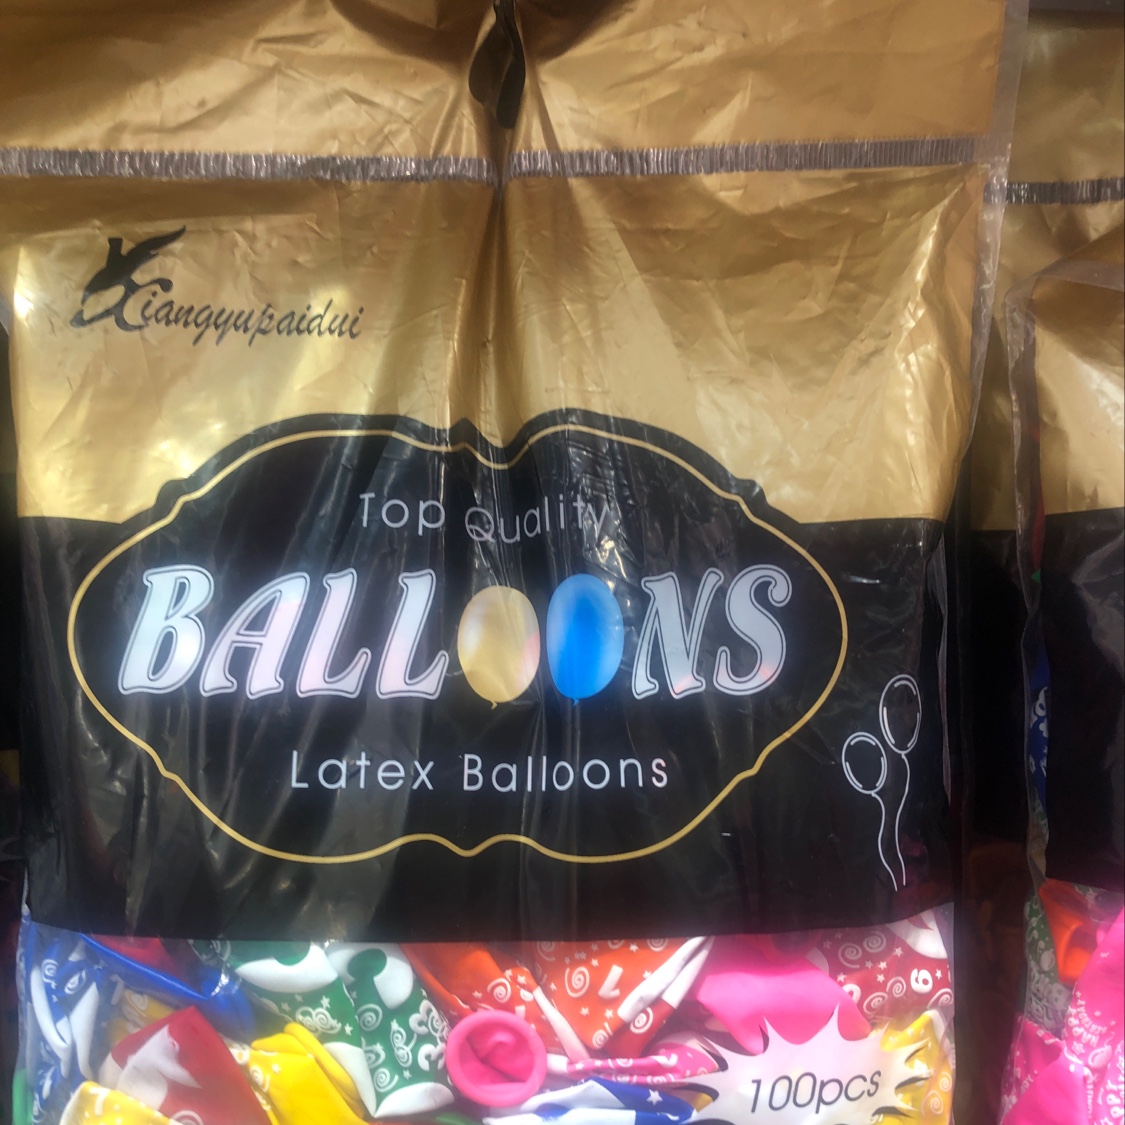 Xiangyupaidui
Top Quality
BALLOONS
Latex Balloons
100pcs